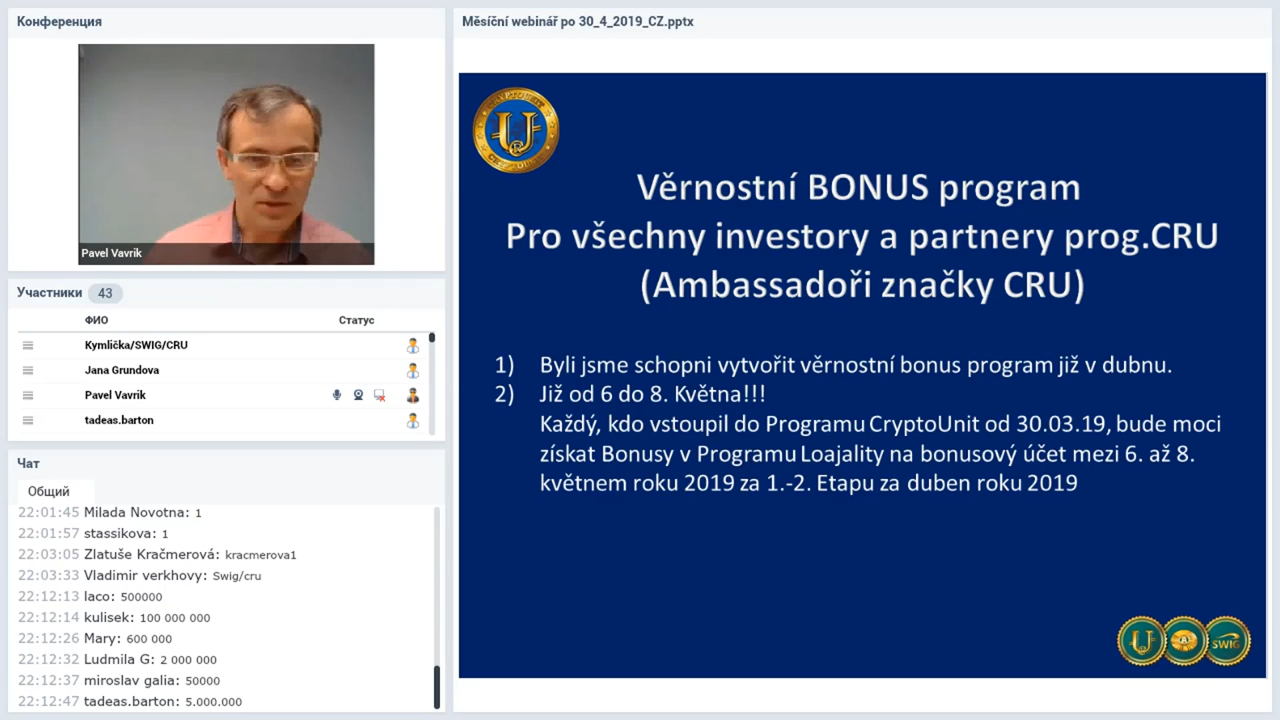 Конференция
Pavel Vavrik
Участники 43
ФИО Статус
Kymlička/SWIG/CRU
Jana Grundova
Pavel Vavrik
tadeas.barton
Чат
Общий
22:01:45 Milada Novotna: 1
22:01:57 stassikova: 1
22:03:05 Zlatuše Kračmerová: kracmerova1
22:03:33 Vladimir verkhovy: Swig/cru
22:12:13 laco: 500000
22:12:14 kulisek: 100 000 000
22:12:26 Mary: 600 000
22:12:32 Ludmila G: 2 000 000
22:12:37 miroslav galia: 50000
22:12:47 tadeas.barton: 5.000.000
Měsíční webinář po 30_4_2019_CZ.pptx
Věrnostní BONUS program
Pro všechny investory a partnery prog.CRU
(Ambassadoři značky CRU)
1) Byli jsme schopni vytvořit věrnostní bonus program již v dubnu.
2) Již od 6 do 8. Května!!!
Každý, kdo vstoupil do Programu CryptoUnit od 30.03.19, bude moci
získat Bonusy v Programu Loajality na bonusový účet mezi 6. až 8.
květnem roku 2019 za 1.-2. Etapu za duben roku 2019
SWIG